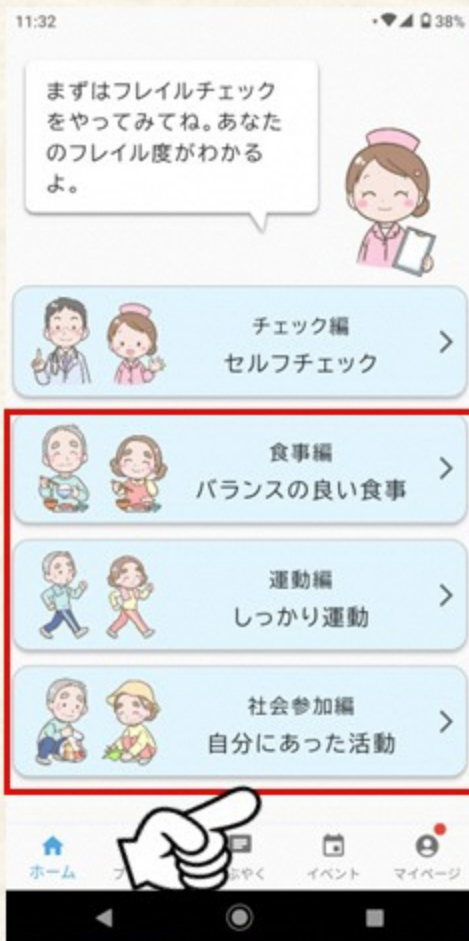 11:32
38%
まずはフレイルチェック
をやってみてね。あなた
のフレイル度がわかる
よ。
チェック編
セルフチェック
食事編
バランスの良い食事
運動編
しっかり運動
社会参加編
自分にあった活動
ホーム
ぶやく
イベント
マイページ